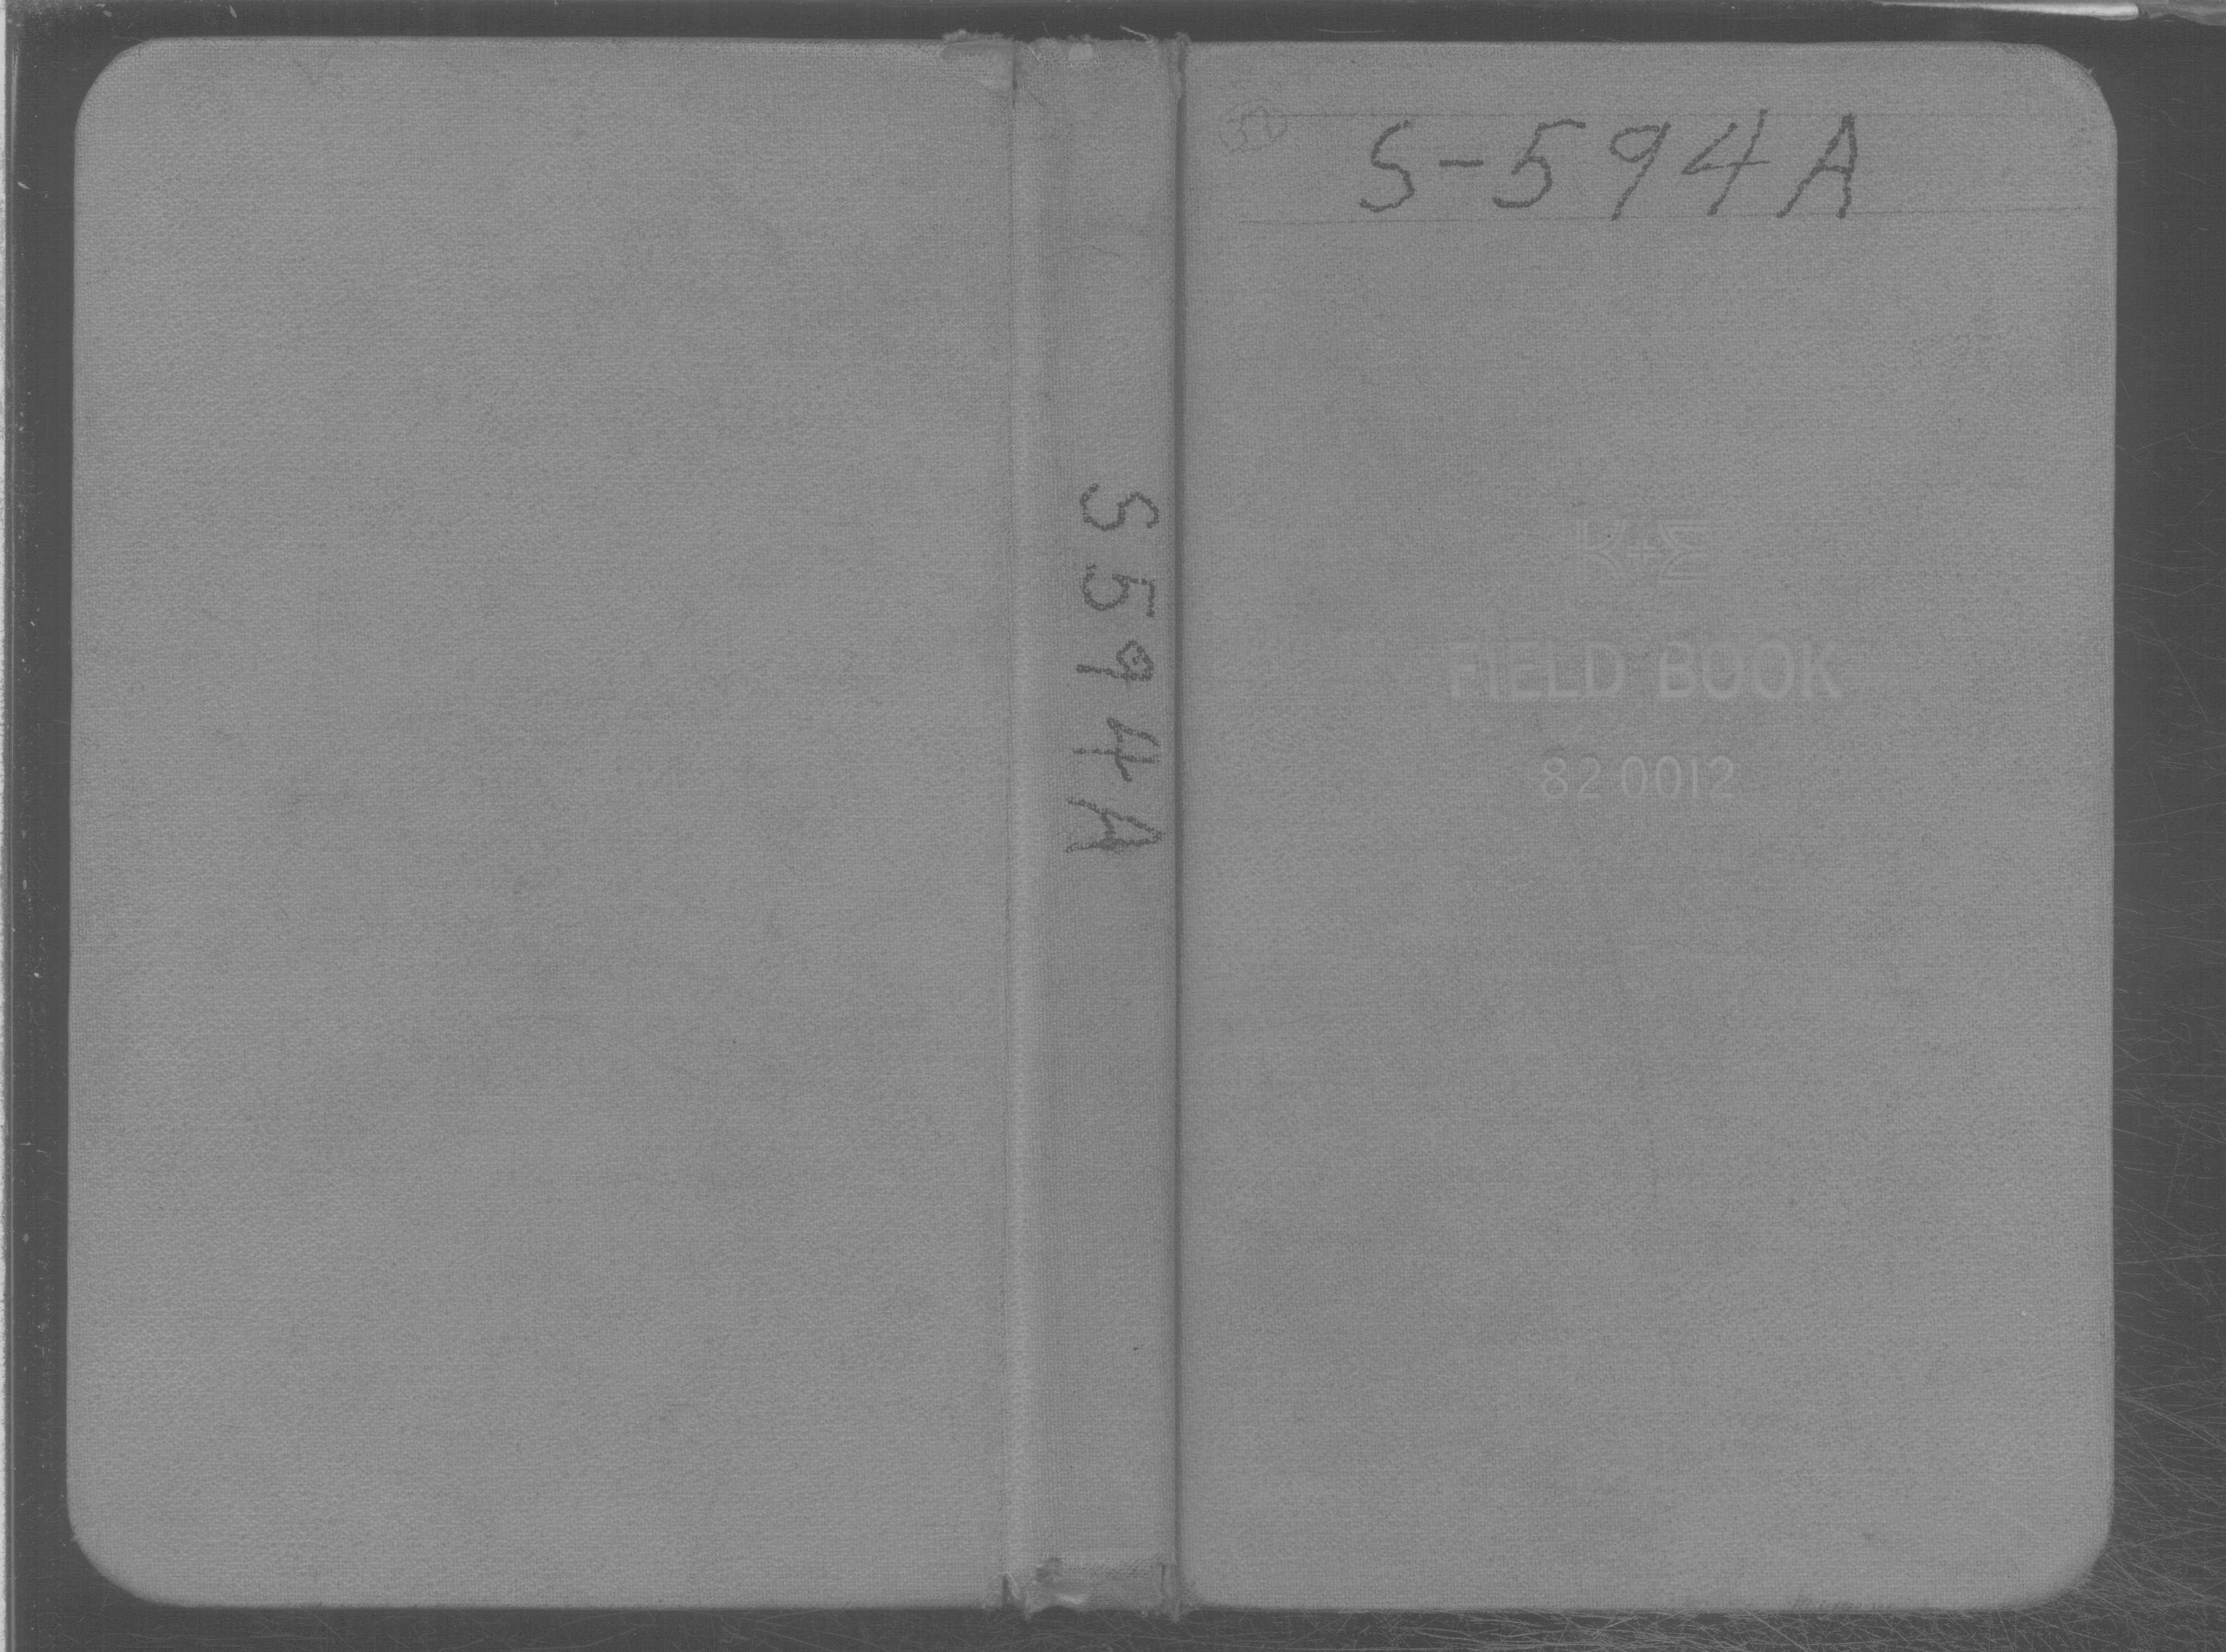 S594A
S-594A
K+E
FIELD BOOK
82 0012